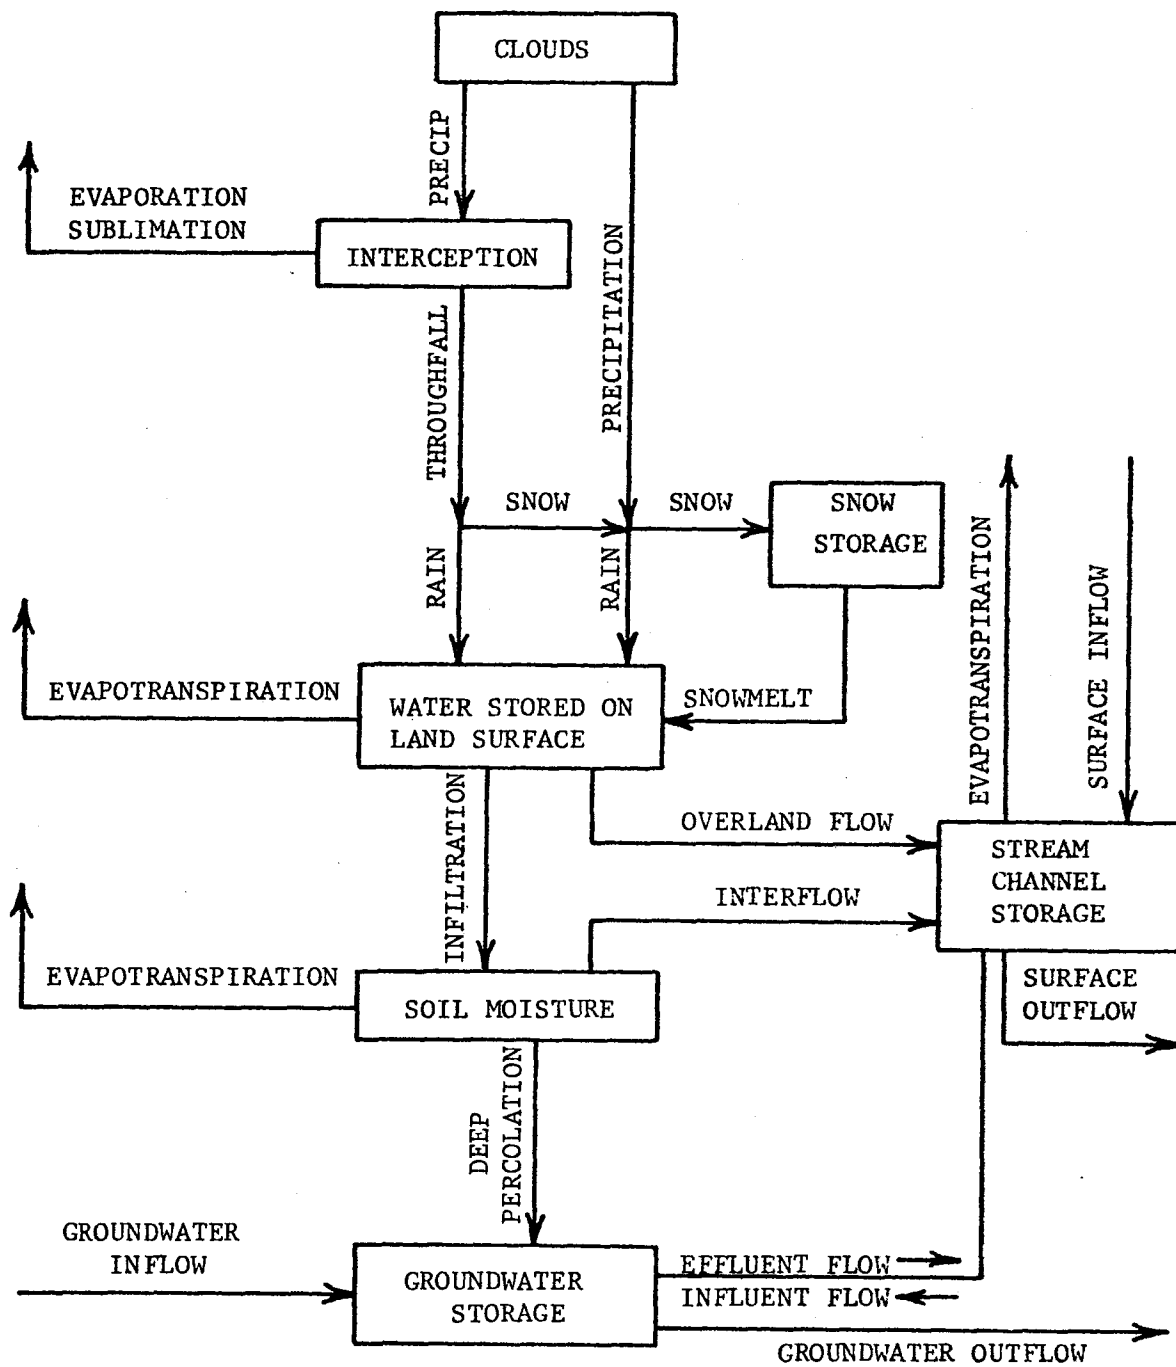 CLOUDS
PRECIP
EVAPORATION
SUBLIMATION
INTERCEPTION
PRECIPITATION
THROUGHFALL
SNOW
SNOW
SNOW
STORAGE
RAIN
RAIN
EVAPOTRANSPIRATION
SURFACE INFLOW
EVAPOTRANSPIRATION
WATER STORED ON
LAND SURFACE
SNOWMELT
INFILTRATION
OVERLAND FLOW
STREAM
CHANNEL
STORAGE
INTERFLOW
EVAPOTRANSPIRATION
SOIL MOISTURE
SURFACE
OUTFLOW
DEEP
PERCOLATION
GROUNDWATER
INFLOW
GROUNDWATER
STORAGE
EFFLUENT FLOW
INFLUENT FLOW
GROUNDWATER OUTFLOW